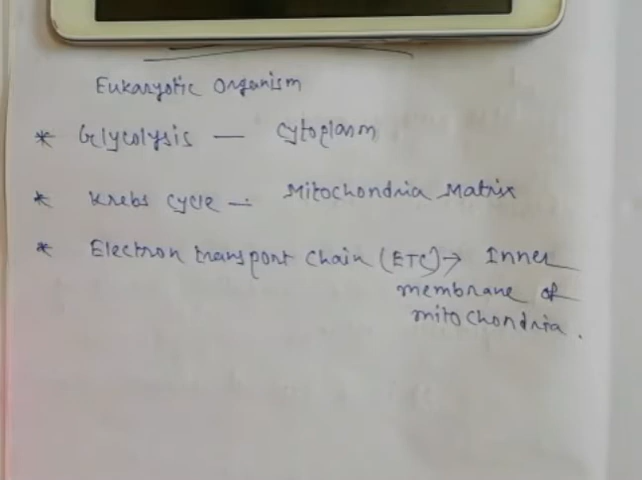 Eukaryotic Organism
* Glycolysis — Cytoplasm
* Krebs cycle — Mitochondria Matrix
* Electron transport chain (ETC) → Inner
membrane of
mitochondria.